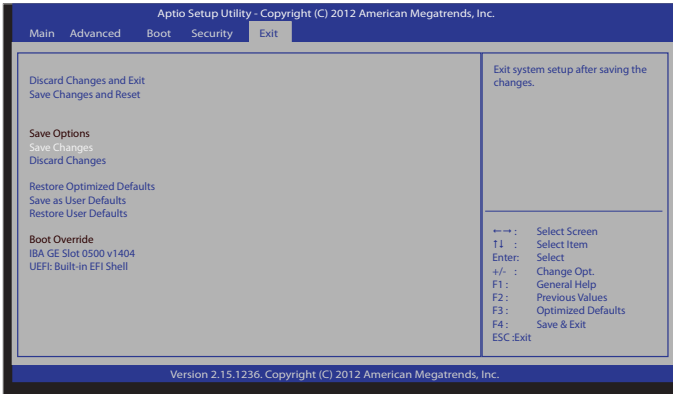 Aptio Setup Utility - Copyright (C) 2012 American Megatrends, Inc.
Main Advanced Boot Security Exit
Discard Changes and Exit
Save Changes and Reset
Save Options
Save Changes
Discard Changes
Restore Optimized Defaults
Save as User Defaults
Restore User Defaults
Boot Override
IBA GE Slot 0500 v1404
UEFI: Built-in EFI Shell
Exit system setup after saving the
changes.
←→ : Select Screen
↑↓ : Select Item
Enter: Select
+/- : Change Opt.
F1 : General Help
F2 : Previous Values
F3 : Optimized Defaults
F4 : Save & Exit
ESC :Exit
Version 2.15.1236. Copyright (C) 2012 American Megatrends, Inc.